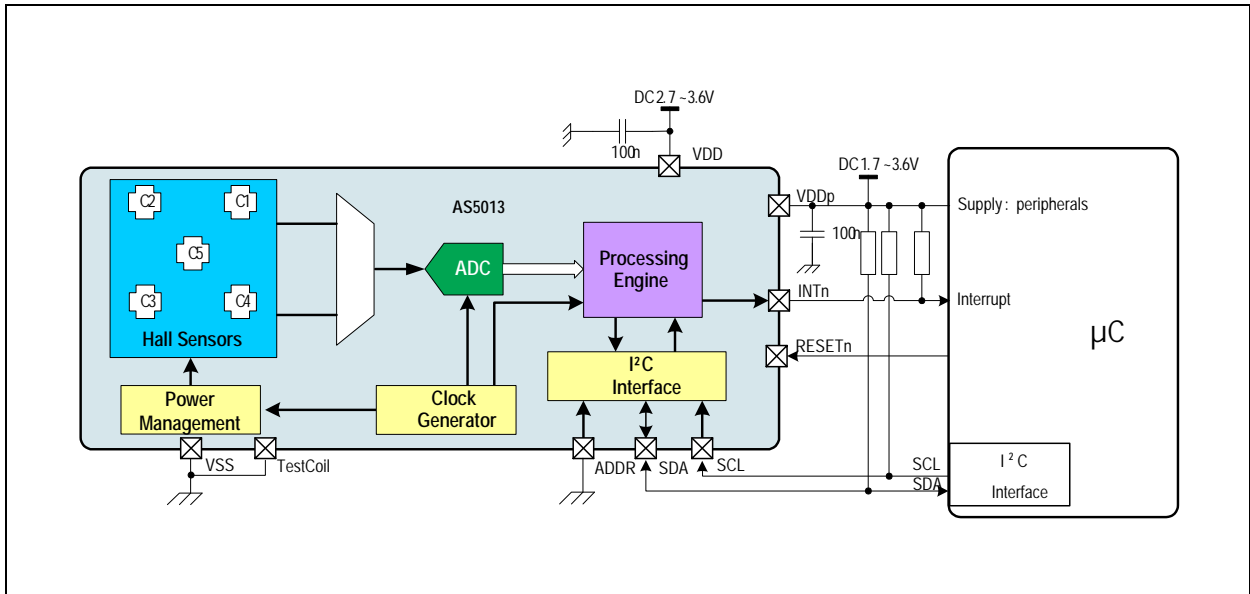 DC 2.7 ~3.6V
100n
VDD
DC 1.7 ~3.6V
C2
C1
AS5013
VDDp
Supply: peripherals
C5
ADC
Processing
Engine
100n
C3
C4
INTn
Interrupt
Hall Sensors
µC
RESETn
I²C
Interface
Power
Management
Clock
Generator
VSS
TestCoil
ADDR
SDA
SCL
SCL
SDA
I²C
Interface